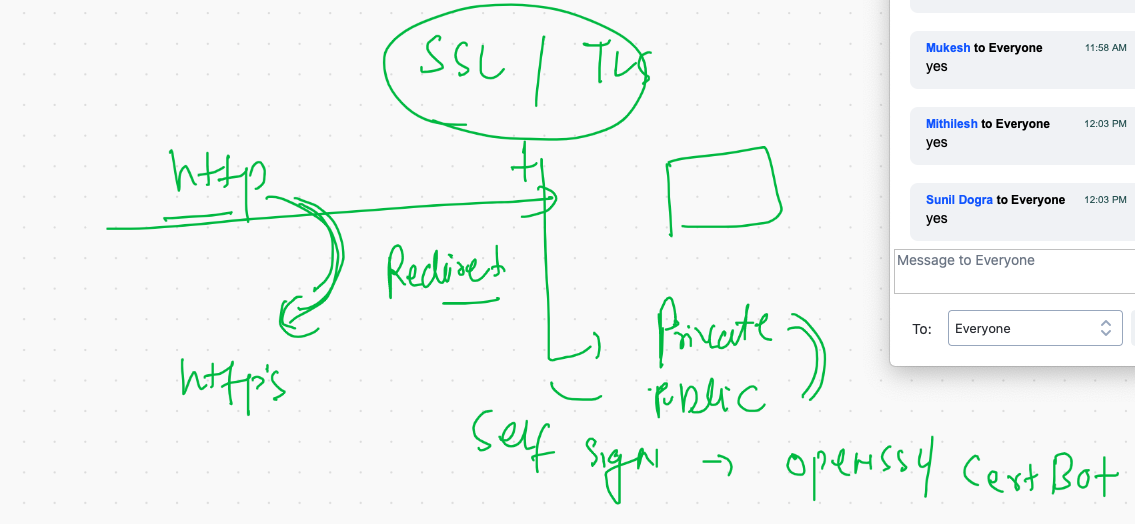 SSL / TLS
http
Redirect
http's
Private
public
Self sign → openssl CertBot
Mukesh to Everyone 11:58 AM
yes
Mithilesh to Everyone 12:03 PM
yes
Sunil Dogra to Everyone 12:03 PM
yes
Message to Everyone
To: Everyone